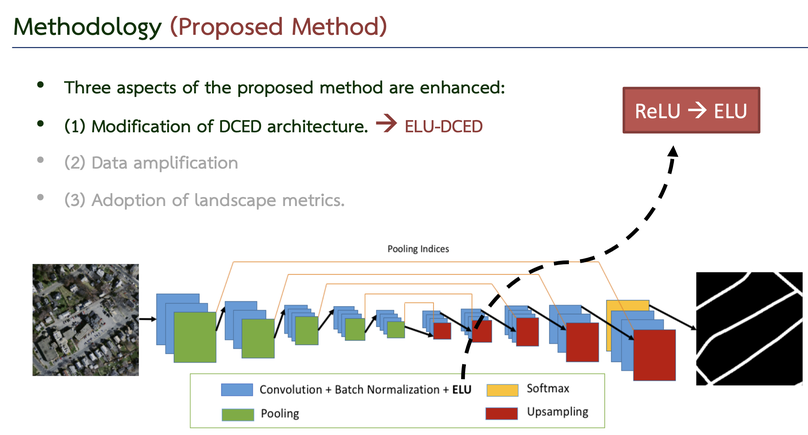 Methodology (Proposed Method)
• Three aspects of the proposed method are enhanced:
• (1) Modification of DCED architecture. → ELU-DCED
• (2) Data amplification
• (3) Adoption of landscape metrics.
ReLU → ELU
Pooling Indices
Convolution + Batch Normalization + ELU
Softmax
Pooling
Upsampling